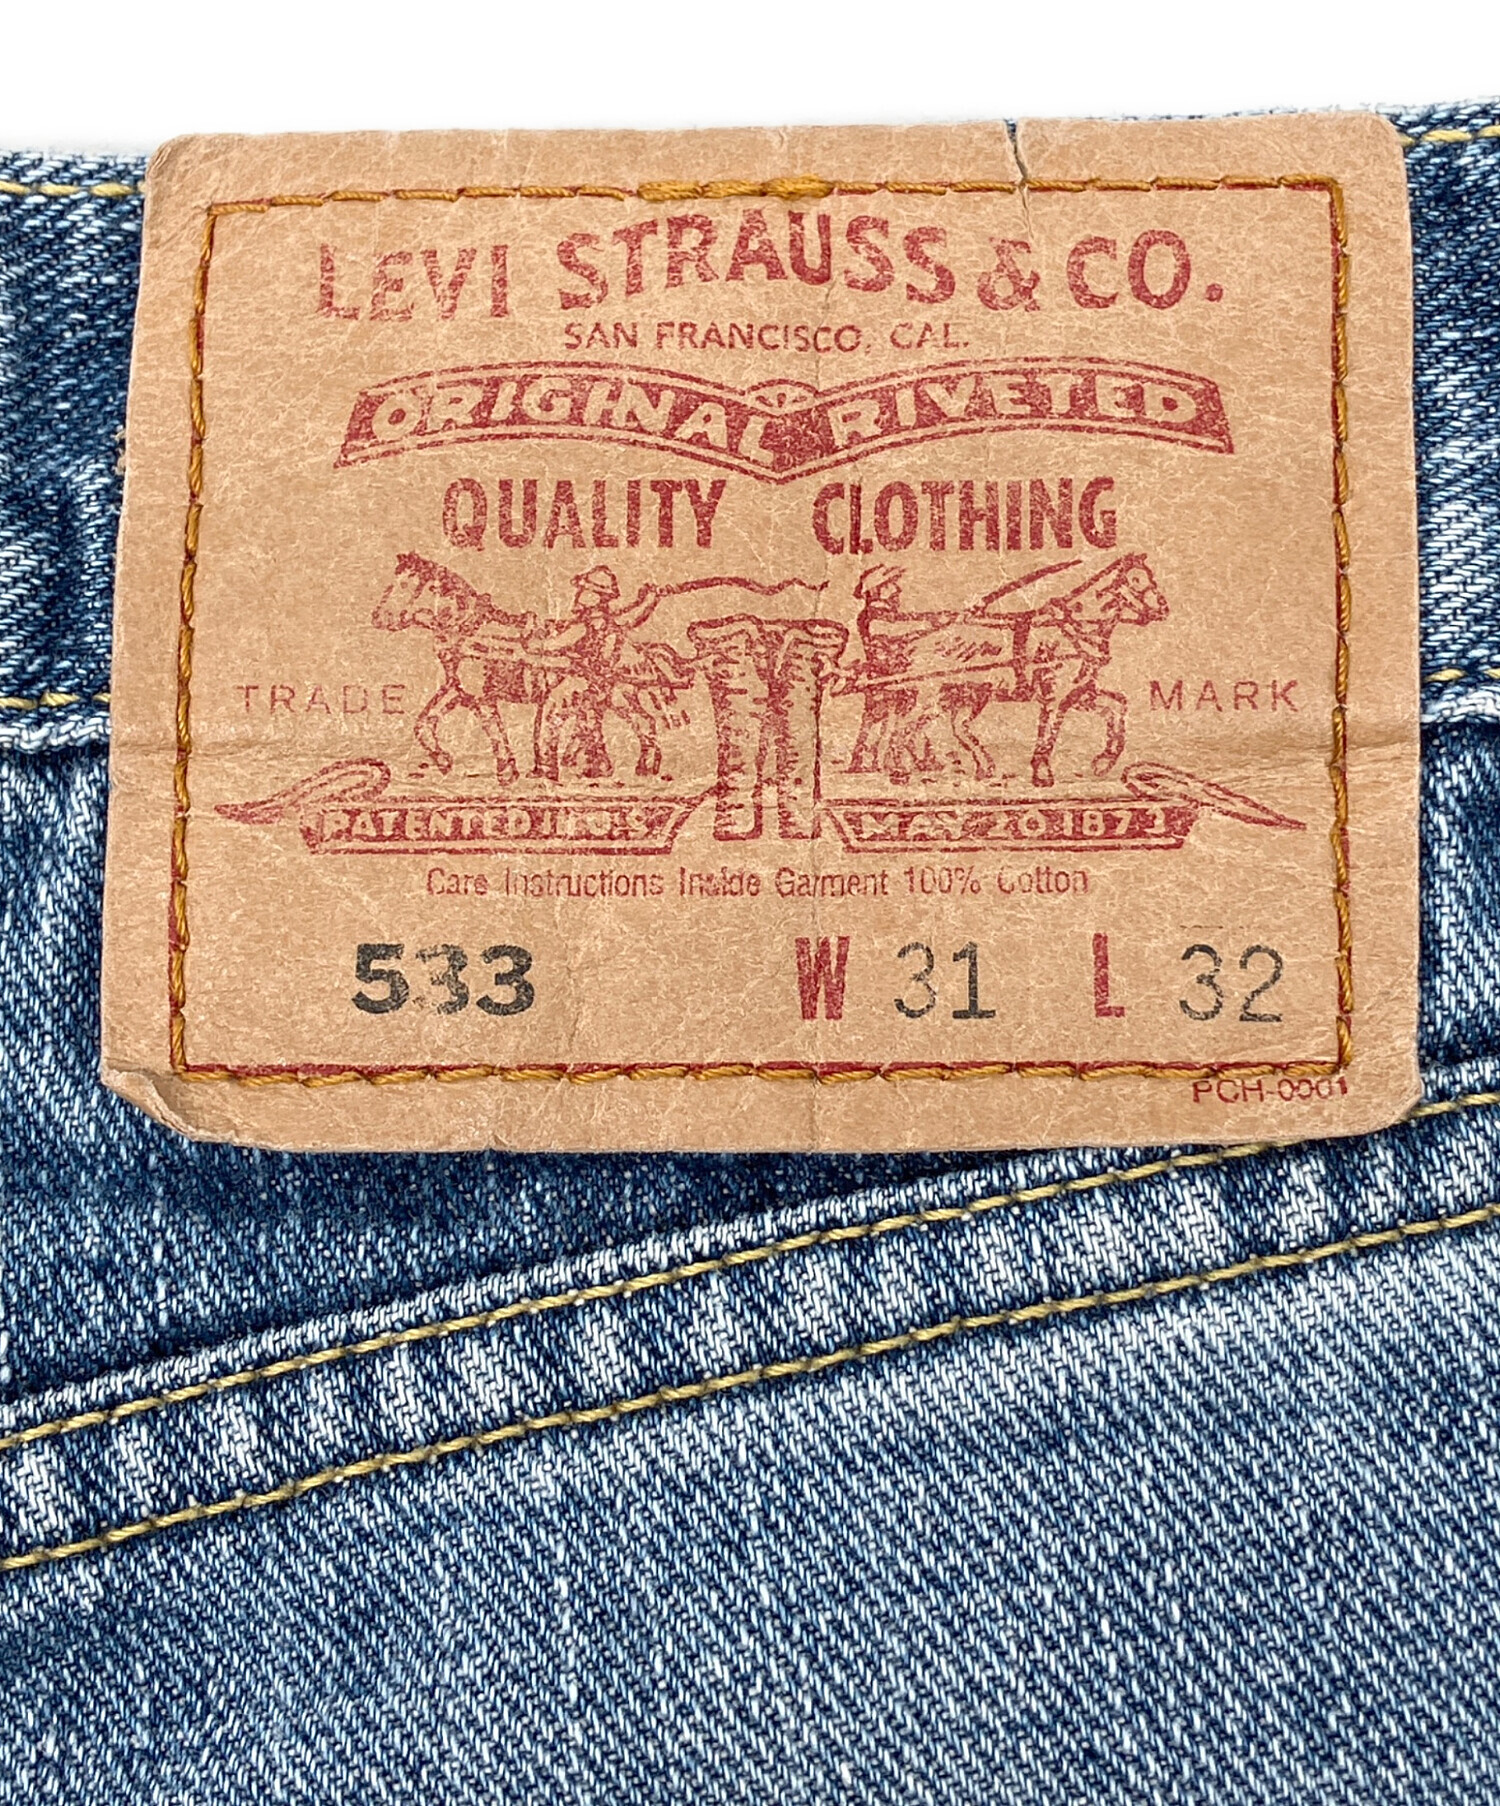 LEVI STRAUSS & CO.
SAN FRANCISCO, CAL.
ORIGINAL RIVETED
QUALITY CLOTHING
TRADE MARK
PATENTED IN U.S. MAY 20 1873
Care Instructions Inside Garment 100% Cotton
533 W 31 L 32
PCH-0001